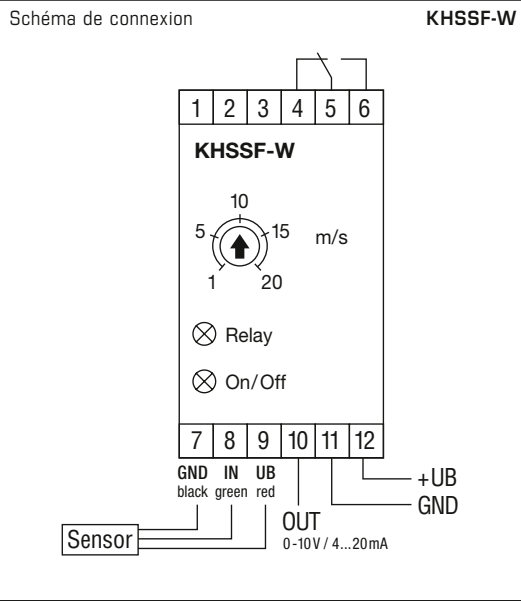 Schéma de connexion KHSSF-W
1 2 3 4 5 6
KHSSF-W
10
5 15 m/s
1 20
Relay
On/Off
7 8 9 10 11 12
GND IN UB
black green red
+UB
GND
OUT
0-10V / 4...20mA
Sensor